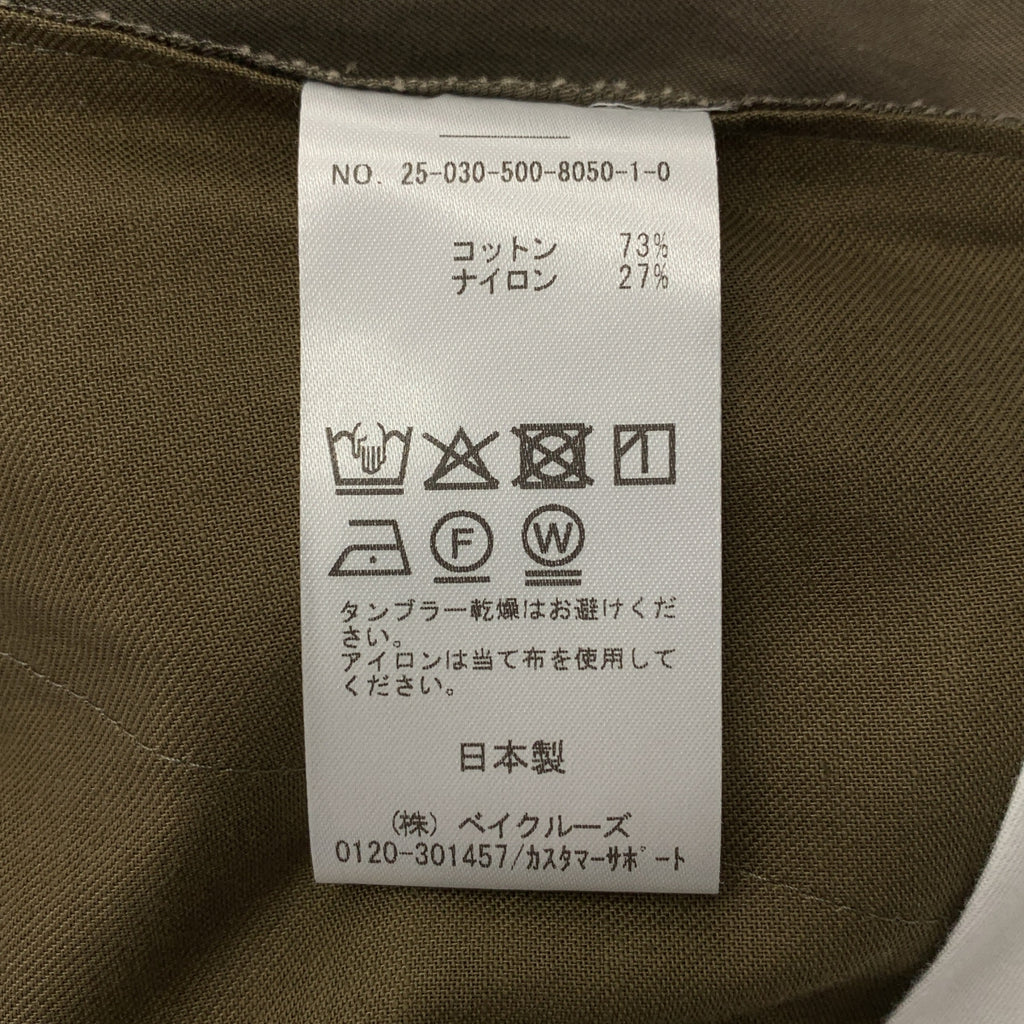 NO. 25-030-500-8050-1-0
コットン 73%
ナイロン 27%
F W
タンブラー乾燥はお避けくだ
さい。
アイロンは当て布を使用して
ください。
日本製
(株) ベイクルーズ
0120-301457/カスタマーサポート